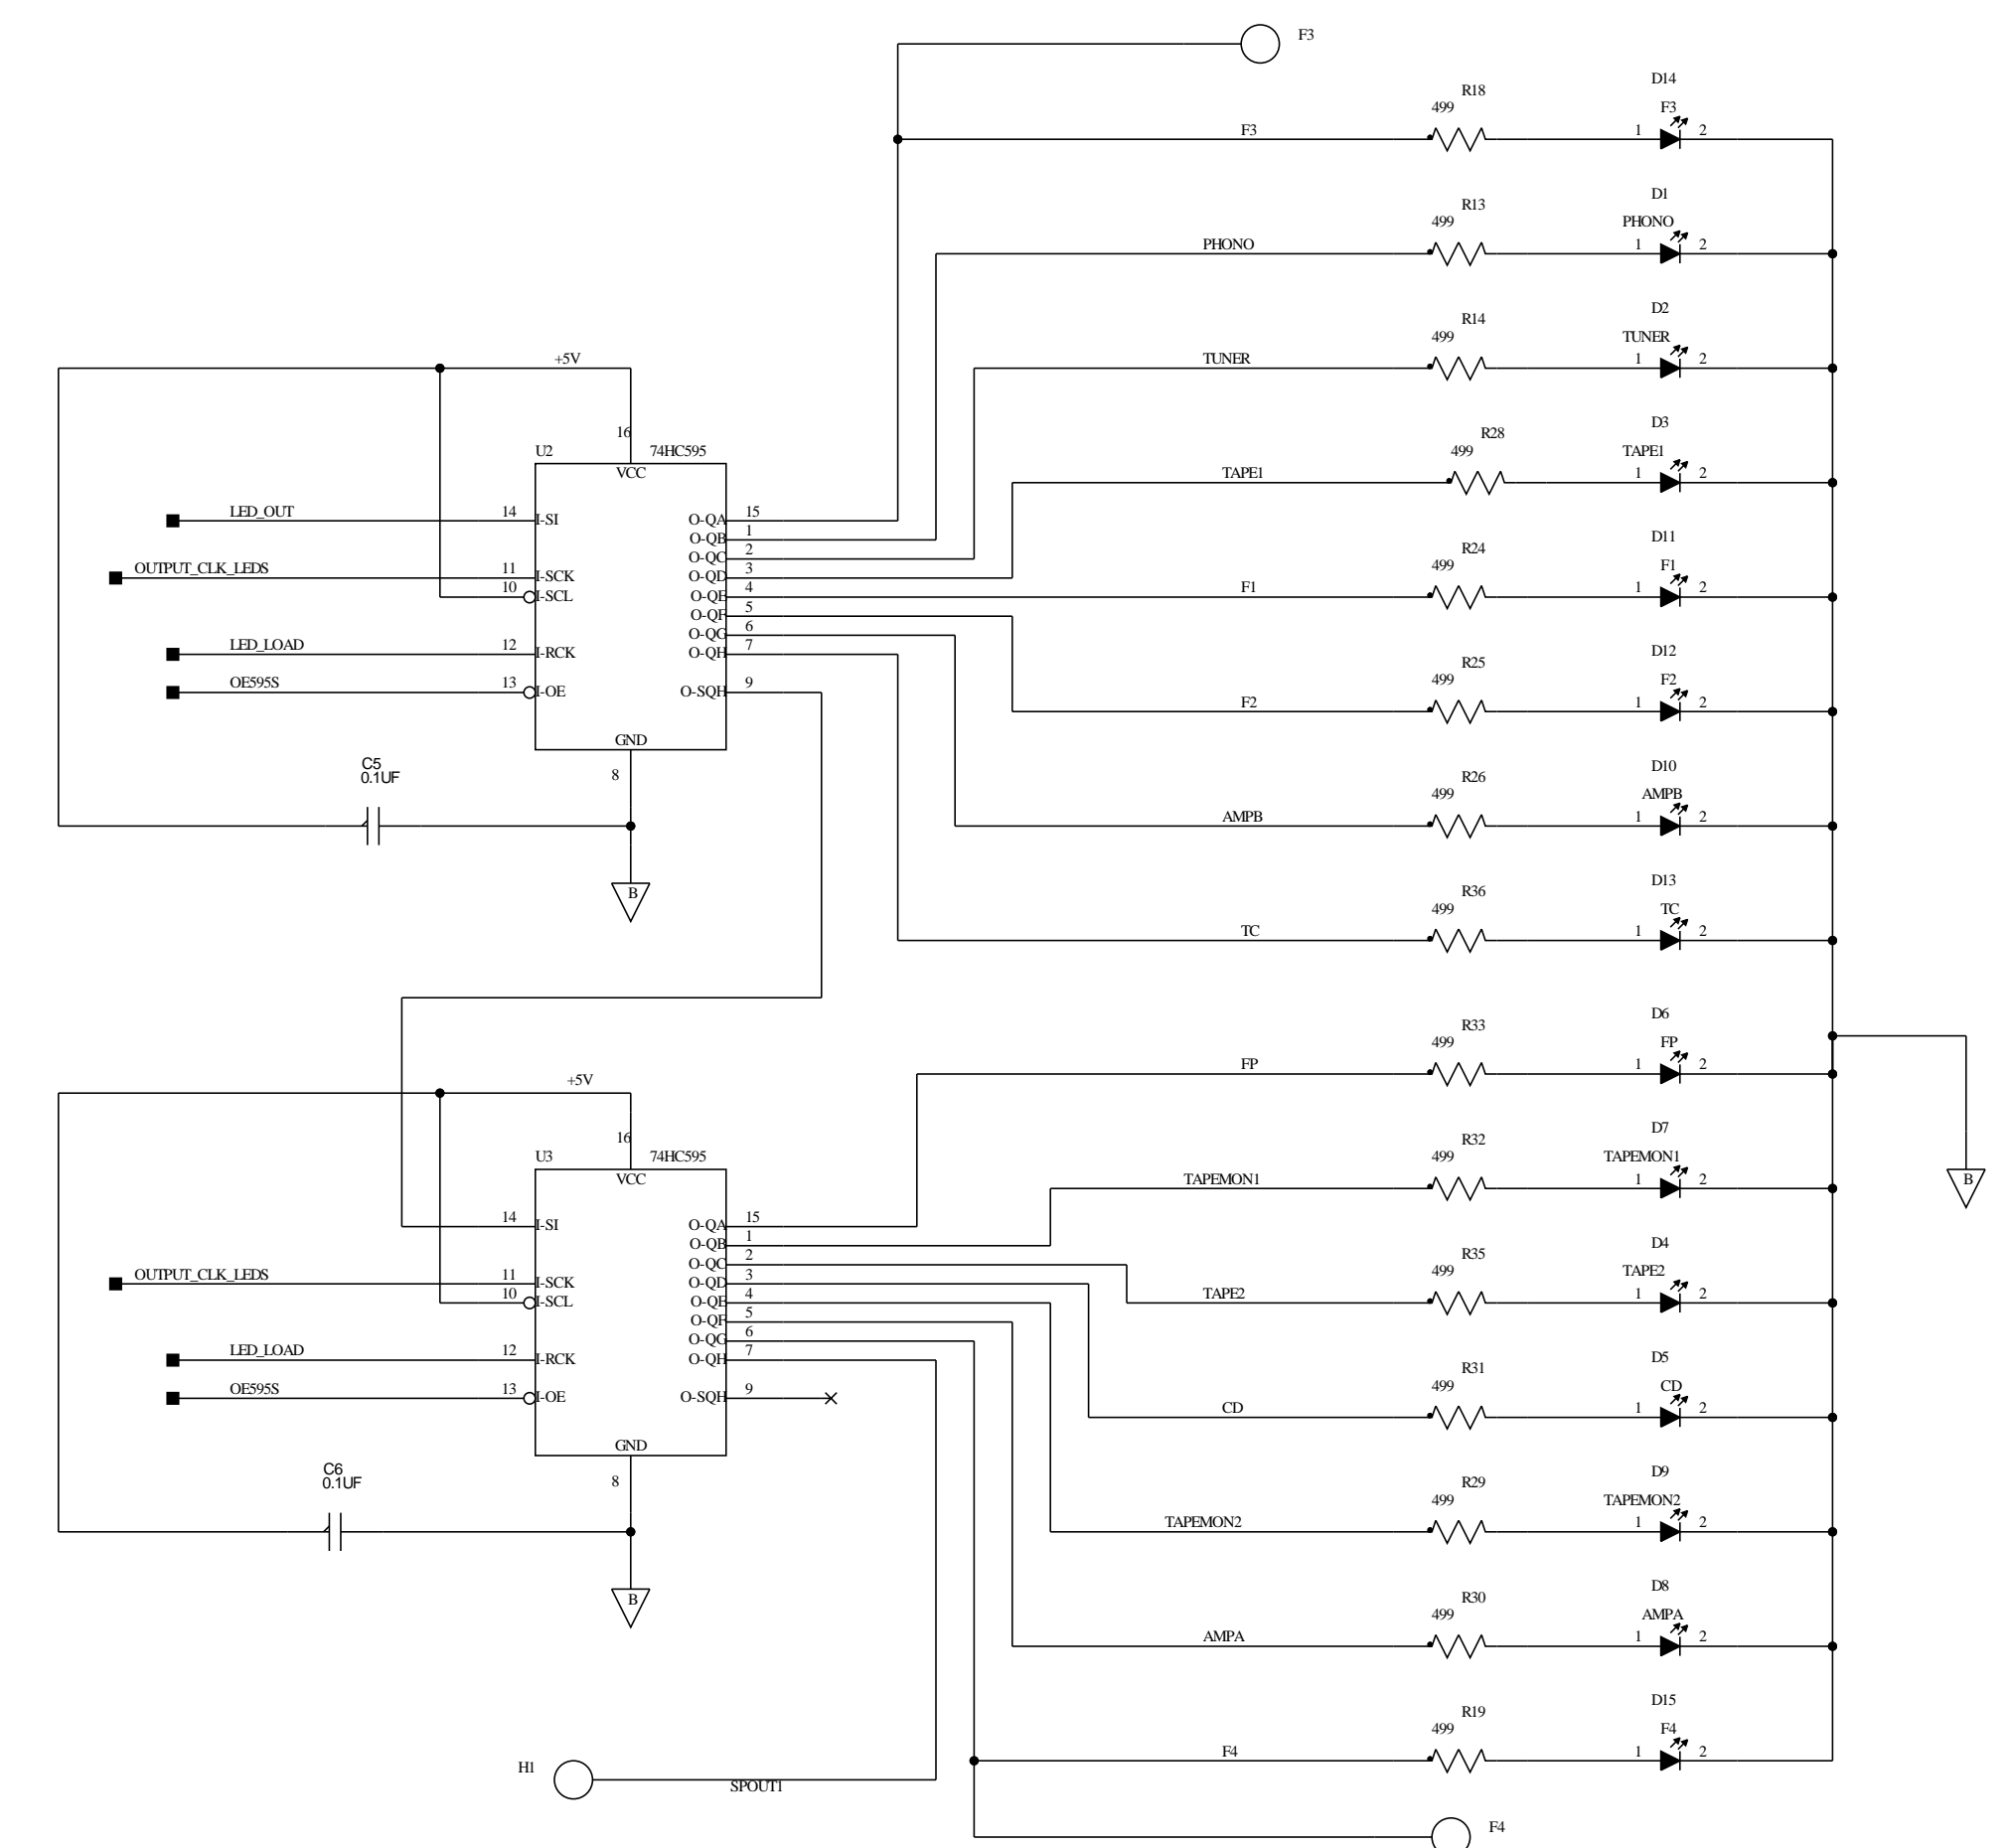 F3
D14
R18
F3
499
F3
1
2
D1
R13
PHONO
499
PHONO
1
2
D2
R14
TUNER
499
+5V
TUNER
1
2
D3
R28
TAPE1
499
16
U2
74HC595
VCC
TAPE1
1
2
LED_OUT
14
I-SI
O-QA
15
O-QB
1
O-QC
2
OUTPUT_CLK_LEDS
11
I-SCK
O-QD
3
10
I-SCL
O-QE
4
O-QF
5
O-QG
6
LED_LOAD
12
I-RCK
O-QH
7
OE595S
13
I-OE
O-SQH
9
GND
8
D11
R24
F1
499
F1
1
2
D12
R25
F2
499
F2
1
2
C5
0.1UF
B
D10
R26
AMPB
499
AMPB
1
2
D13
R36
TC
499
TC
1
2
D6
R33
FP
499
FP
1
2
+5V
16
U3
74HC595
VCC
D7
R32
TAPEMON1
499
TAPEMON1
1
2
B
14
I-SI
O-QA
15
O-QB
1
O-QC
2
OUTPUT_CLK_LEDS
11
I-SCK
O-QD
3
10
I-SCL
O-QE
4
O-QF
5
O-QG
6
LED_LOAD
12
I-RCK
O-QH
7
OE595S
13
I-OE
O-SQH
9
GND
8
D4
R35
TAPE2
499
TAPE2
1
2
D5
R31
CD
499
CD
1
2
C6
0.1UF
B
D9
R29
TAPEMON2
499
TAPEMON2
1
2
D8
R30
AMPA
499
AMPA
1
2
D15
R19
F4
499
F4
1
2
H1
SPOUT1
F4